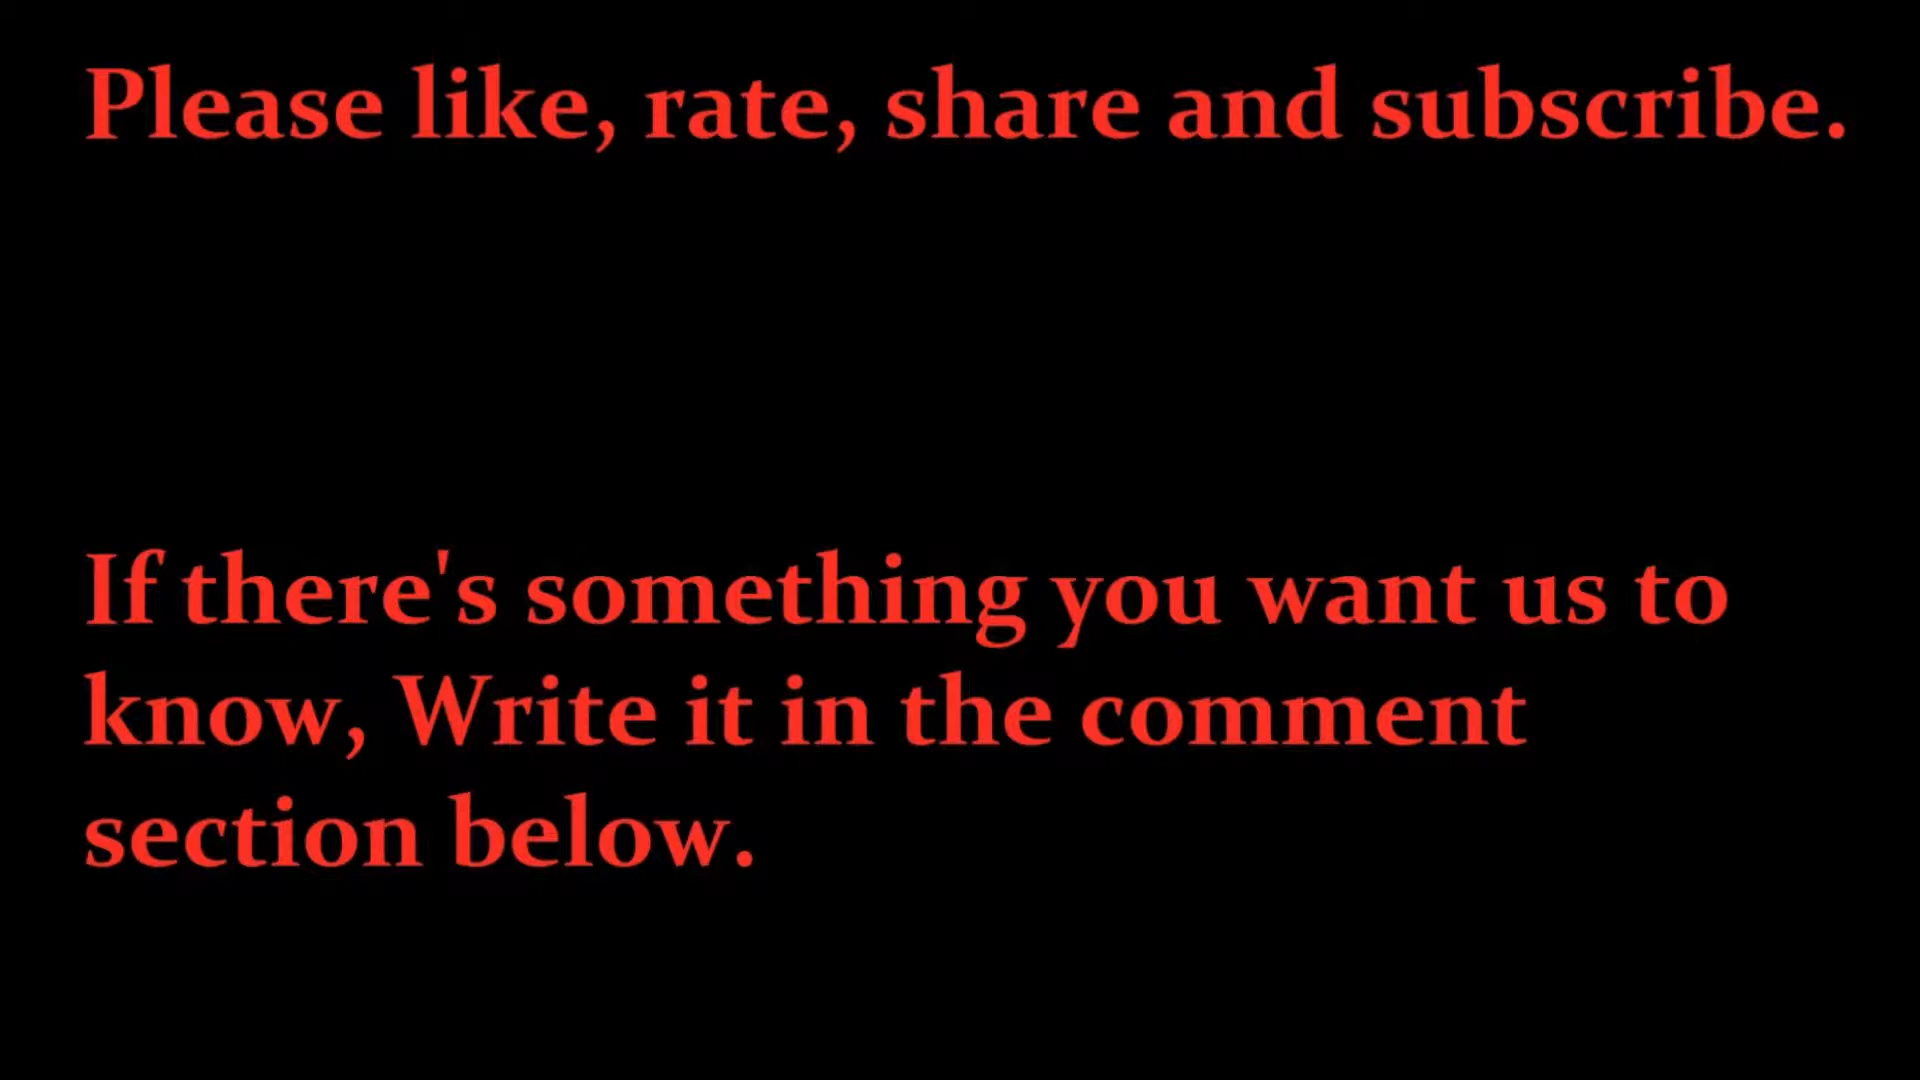 Please like, rate, share and subscribe.
If there's something you want us to
know, Write it in the comment
section below.